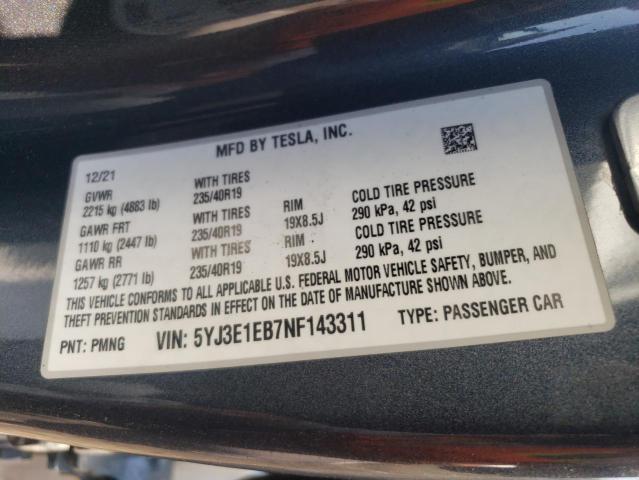 MFD BY TESLA, INC.
12/21
GVWR WITH TIRES
2215 kg (4883 lb) 235/40R19 RIM COLD TIRE PRESSURE
GAWR FRT WITH TIRES 19X8.5J 290 kPa, 42 psi
1110 kg (2447 lb) 235/40R19 RIM COLD TIRE PRESSURE
GAWR RR WITH TIRES 19X8.5J 290 kPa, 42 psi
1257 kg (2771 lb) 235/40R19
THIS VEHICLE CONFORMS TO ALL APPLICABLE U.S. FEDERAL MOTOR VEHICLE SAFETY, BUMPER, AND
THEFT PREVENTION STANDARDS IN EFFECT ON THE DATE OF MANUFACTURE SHOWN ABOVE.
PNT: PMNG VIN: 5YJ3E1EB7NF143311 TYPE: PASSENGER CAR